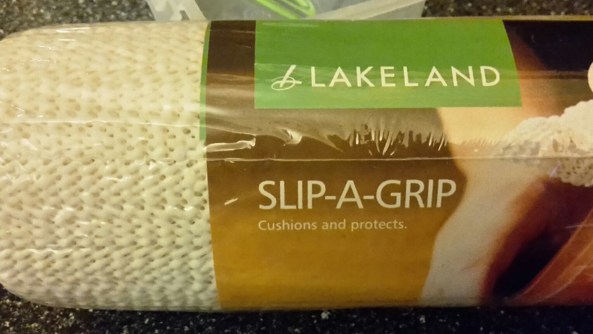 LAKELAND
SLIP-A-GRIP
Cushions and protects.